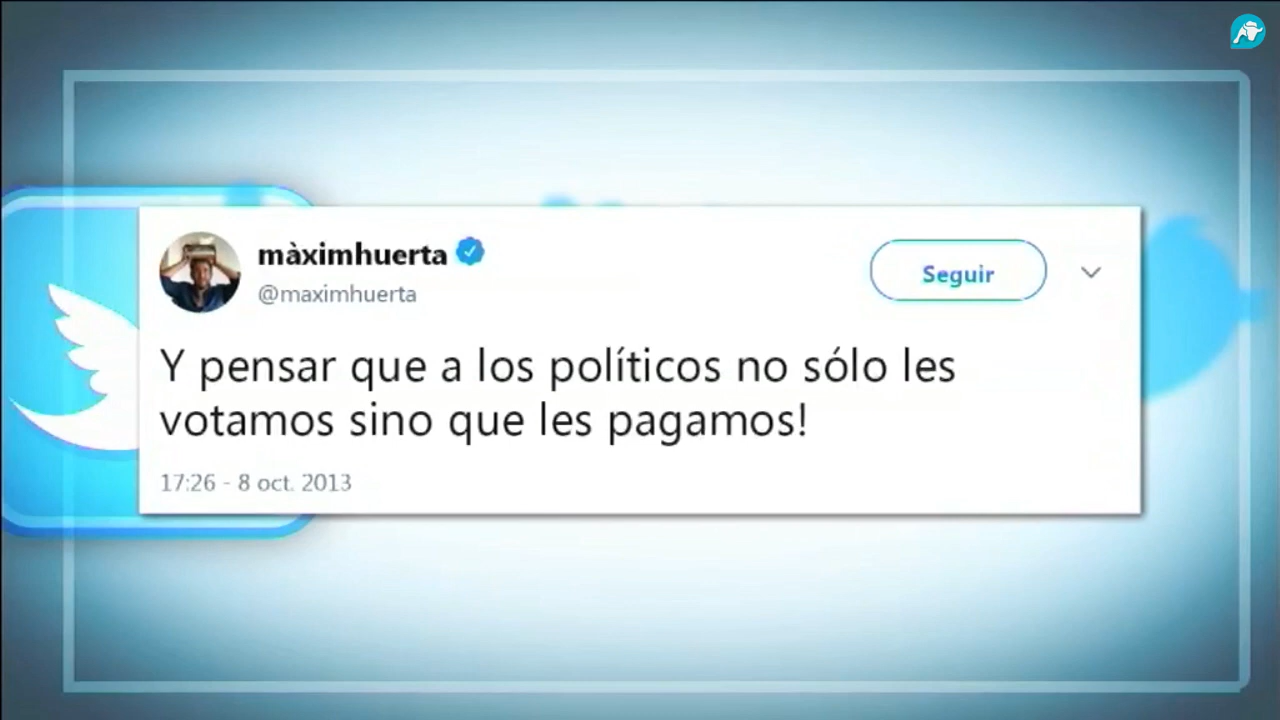 màximhuerta
@maximhuerta
Seguir
Y pensar que a los políticos no sólo les
votamos sino que les pagamos!
17:26 - 8 oct. 2013